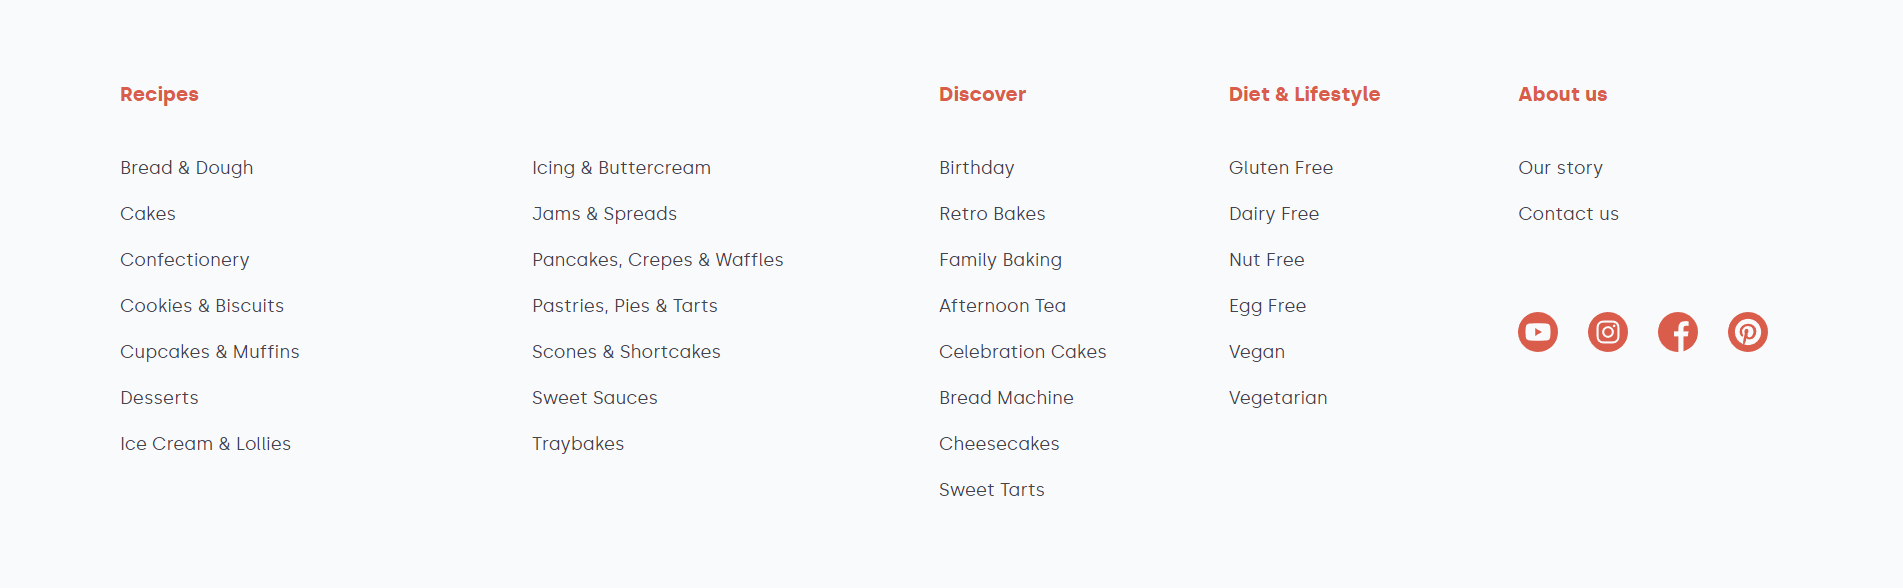 Recipes
Bread & Dough
Cakes
Confectionery
Cookies & Biscuits
Cupcakes & Muffins
Desserts
Ice Cream & Lollies
Icing & Buttercream
Jams & Spreads
Pancakes, Crepes & Waffles
Pastries, Pies & Tarts
Scones & Shortcakes
Sweet Sauces
Traybakes
Discover
Birthday
Retro Bakes
Family Baking
Afternoon Tea
Celebration Cakes
Bread Machine
Cheesecakes
Sweet Tarts
Diet & Lifestyle
Gluten Free
Dairy Free
Nut Free
Egg Free
Vegan
Vegetarian
About us
Our story
Contact us